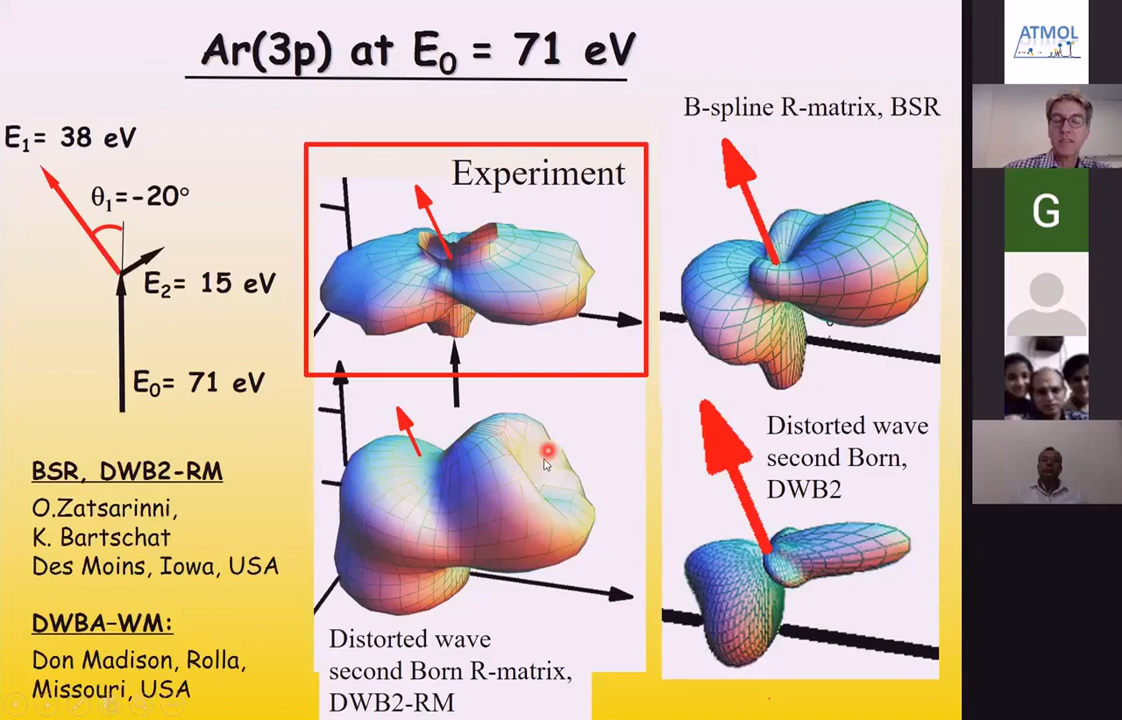 Ar(3p) at E₀ = 71 eV
E₁= 38 eV
θ₁=-20°
E₂ = 15 eV
E₀= 71 eV
BSR, DWB2-RM
O.Zatsarinni,
K. Bartschat
Des Moins, Iowa, USA
DWBA-WM:
Don Madison, Rolla,
Missouri, USA
Experiment
Distorted wave
second Born R-matrix,
DWB2-RM
B-spline R-matrix, BSR
Distorted wave
second Born,
DWB2
ATMOL
G